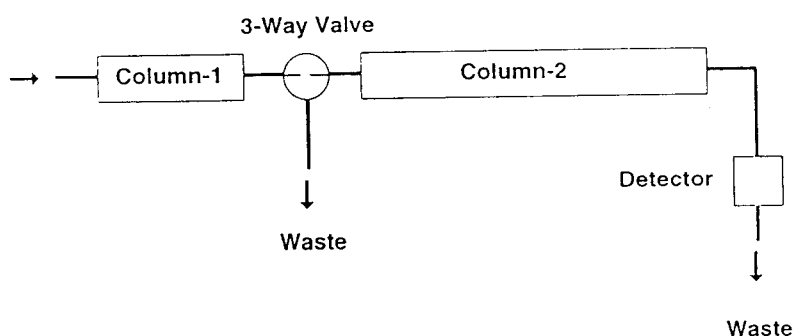 3-Way Valve
Column-1
Column-2
Detector
Waste
Waste